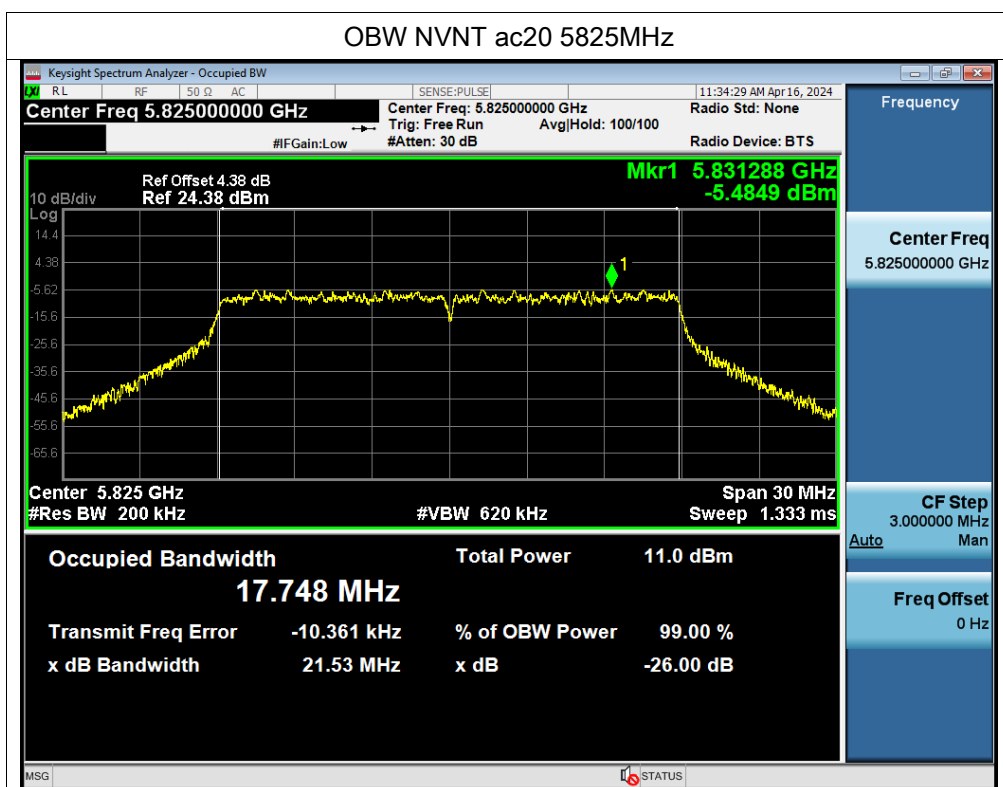 OBW NVNT ac20 5825MHz
Keysight Spectrum Analyzer - Occupied BW
LXI RL RF 50 Ω AC SENSE:PULSE 11:34:29 AM Apr 16, 2024
Center Freq 5.825000000 GHz
Center Freq: 5.825000000 GHz Radio Std: None
Trig: Free Run Avg|Hold: 100/100
#IFGain:Low #Atten: 30 dB Radio Device: BTS
Frequency
Mkr1 5.831288 GHz
-5.4849 dBm
Ref Offset 4.38 dB
10 dB/div Ref 24.38 dBm
Log
14.4
4.38
-5.62
-15.6
-25.6
-35.6
-45.6
-55.6
-65.6
1
Center 5.825 GHz Span 30 MHz
#Res BW 200 kHz #VBW 620 kHz Sweep 1.333 ms
Center Freq
5.825000000 GHz
CF Step
3.000000 MHz
Auto Man
Freq Offset
0 Hz
Occupied Bandwidth Total Power 11.0 dBm
17.748 MHz
Transmit Freq Error -10.361 kHz % of OBW Power 99.00 %
x dB Bandwidth 21.53 MHz x dB -26.00 dB
MSG STATUS